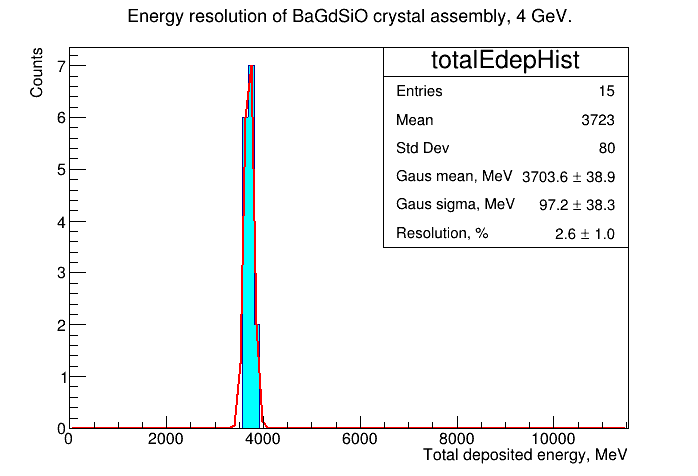 Energy resolution of BaGdSiO crystal assembly, 4 GeV.
totalEdepHist
Entries 15
Mean 3723
Std Dev 80
Gaus mean, MeV 3703.6 ± 38.9
Gaus sigma, MeV 97.2 ± 38.3
Resolution, % 2.6 ± 1.0
Counts
7
6
5
4
3
2
1
0
0 2000 4000 6000 8000 10000
Total deposited energy, MeV